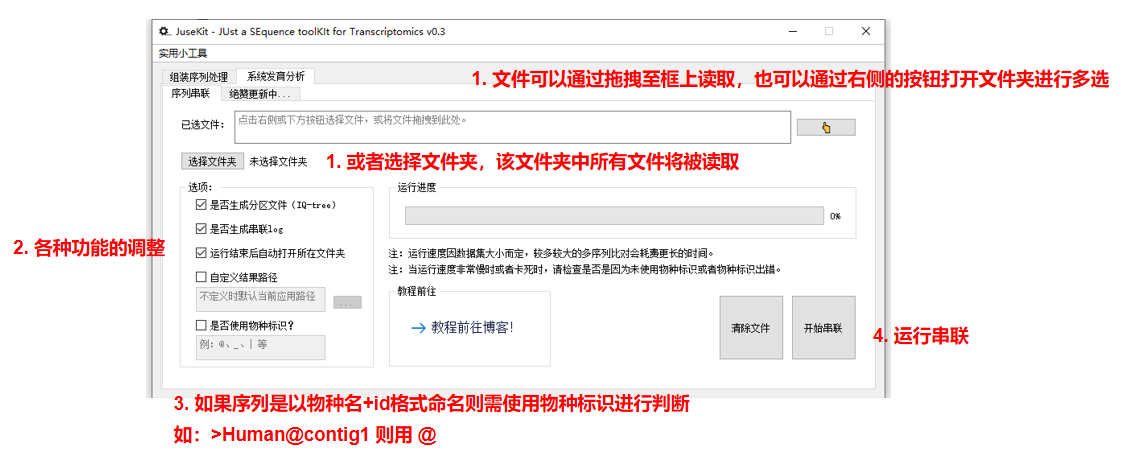 JuseKit - JUst a SEquence toolKIt for Transcriptomics v0.3
实用小工具
组装序列处理 系统发育分析
1. 文件可以通过拖拽至框上读取，也可以通过右侧的按钮打开文件夹进行多选
序列串联 绝赞更新中...
已选文件：
点击右侧或下方按钮选择文件，或将文件拖拽到此处。
选择文件夹 未选择文件夹
1. 或者选择文件夹，该文件夹中所有文件将被读取
选项：
是否生成分区文件（IQ-tree）
是否生成串联log
2. 各种功能的调整
运行结束后自动打开所在文件夹
自定义结果路径
不定义时默认当前应用路径
...
是否使用物种标识？
例：@、_、| 等
运行进度
0%
注：运行速度因数据集大小而定，较多较大的多序列比对会耗费更长的时间。
注：当运行速度非常慢时或者卡死时，请检查是否是因为未使用物种标识或者物种标识出错。
教程前往
→ 教程前往博客!
清除文件
开始串联
4. 运行串联
3. 如果序列是以物种名+id格式命名则需使用物种标识进行判断
如：>Human@contig1 则用 @